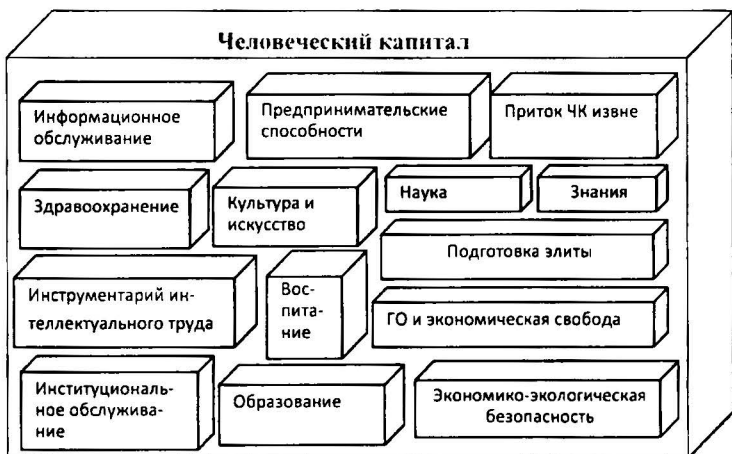 Человеческий капитал
Информационное
обслуживание
Предпринимательские
способности
Приток ЧК извне
Здравоохранение
Культура и
искусство
Наука
Знания
Подготовка элиты
Инструментарий ин-
теллектуального труда
Вос-
пита-
ние
ГО и экономическая свобода
Институциональ-
ное обслужива-
ние
Образование
Экономико-экологическая
безопасность